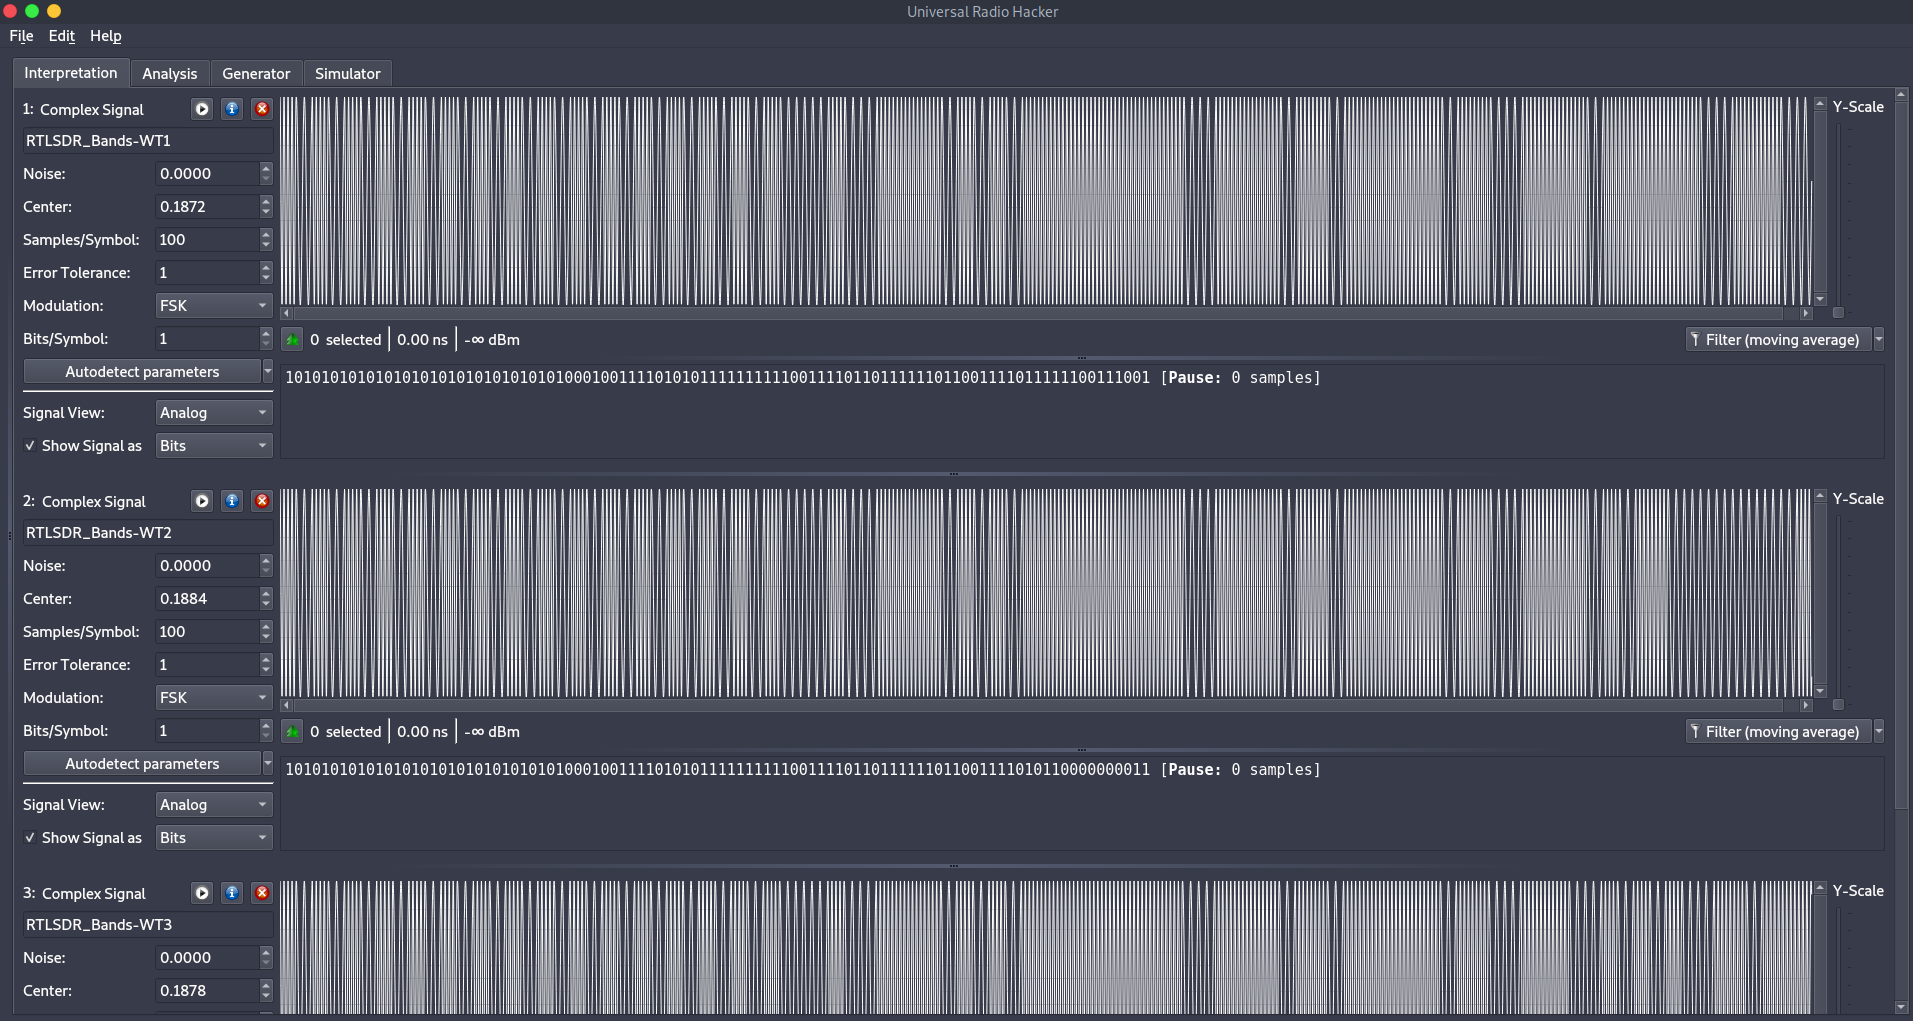 Universal Radio Hacker
File Edit Help
Interpretation Analysis Generator Simulator
1: Complex Signal
RTLSDR_Bands-WT1
Noise: 0.0000
Center: 0.1872
Samples/Symbol: 100
Error Tolerance: 1
Modulation: FSK
Bits/Symbol: 1
Autodetect parameters
Signal View: Analog
Show Signal as Bits
Y-Scale
0 selected 0.00 ns -∞ dBm
Filter (moving average)
101010101010101010101010101010100010011110101011111111110011110110111111011001111011111100111001 [Pause: 0 samples]
2: Complex Signal
RTLSDR_Bands-WT2
Noise: 0.0000
Center: 0.1884
Samples/Symbol: 100
Error Tolerance: 1
Modulation: FSK
Bits/Symbol: 1
Autodetect parameters
Signal View: Analog
Show Signal as Bits
Y-Scale
0 selected 0.00 ns -∞ dBm
Filter (moving average)
101010101010101010101010101010100010011110101011111111110011110110111111011001111010110000000011 [Pause: 0 samples]
3: Complex Signal
RTLSDR_Bands-WT3
Noise: 0.0000
Center: 0.1878
Y-Scale